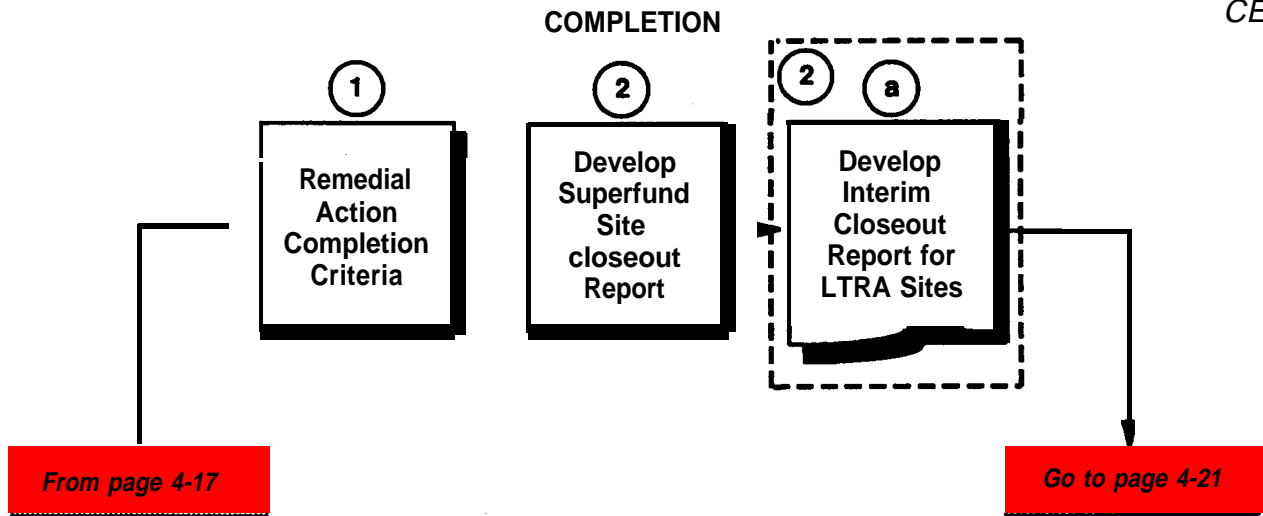 COMPLETION
CE
1
Remedial
Action
Completion
Criteria
2
Develop
Superfund
Site
closeout
Report
2
a
Develop
Interim
Closeout
Report for
LTRA Sites
From page 4-17
Go to page 4-21